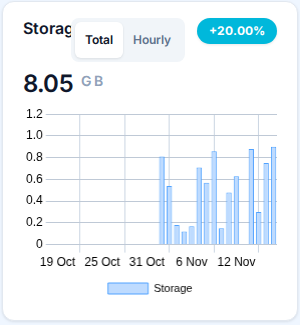 Storag
Total
Hourly
+20.00%
8.05 GB
1.2
1.0
0.8
0.6
0.4
0.2
0
19 Oct
25 Oct
31 Oct
6 Nov
12 Nov
Storage